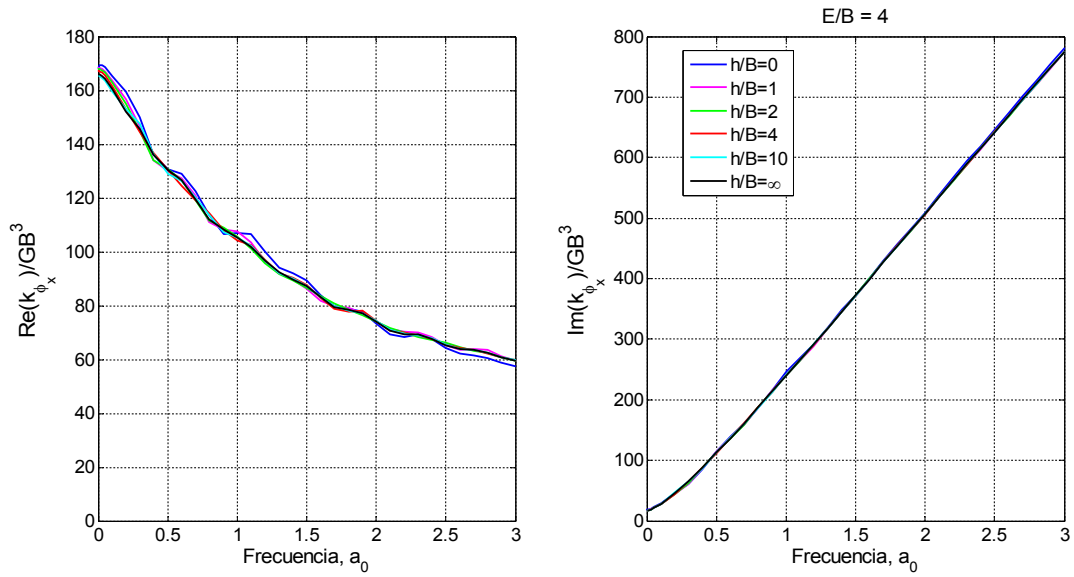 E/B = 4
180
160
140
120
100
80
60
40
20
0
Re(k_ϕ_x)/GB³
0 0.5 1 1.5 2 2.5 3
Frecuencia, a₀
800
700
600
500
400
300
200
100
0
Im(k_ϕ_x)/GB³
h/B=0
h/B=1
h/B=2
h/B=4
h/B=10
h/B=∞
0 0.5 1 1.5 2 2.5 3
Frecuencia, a₀